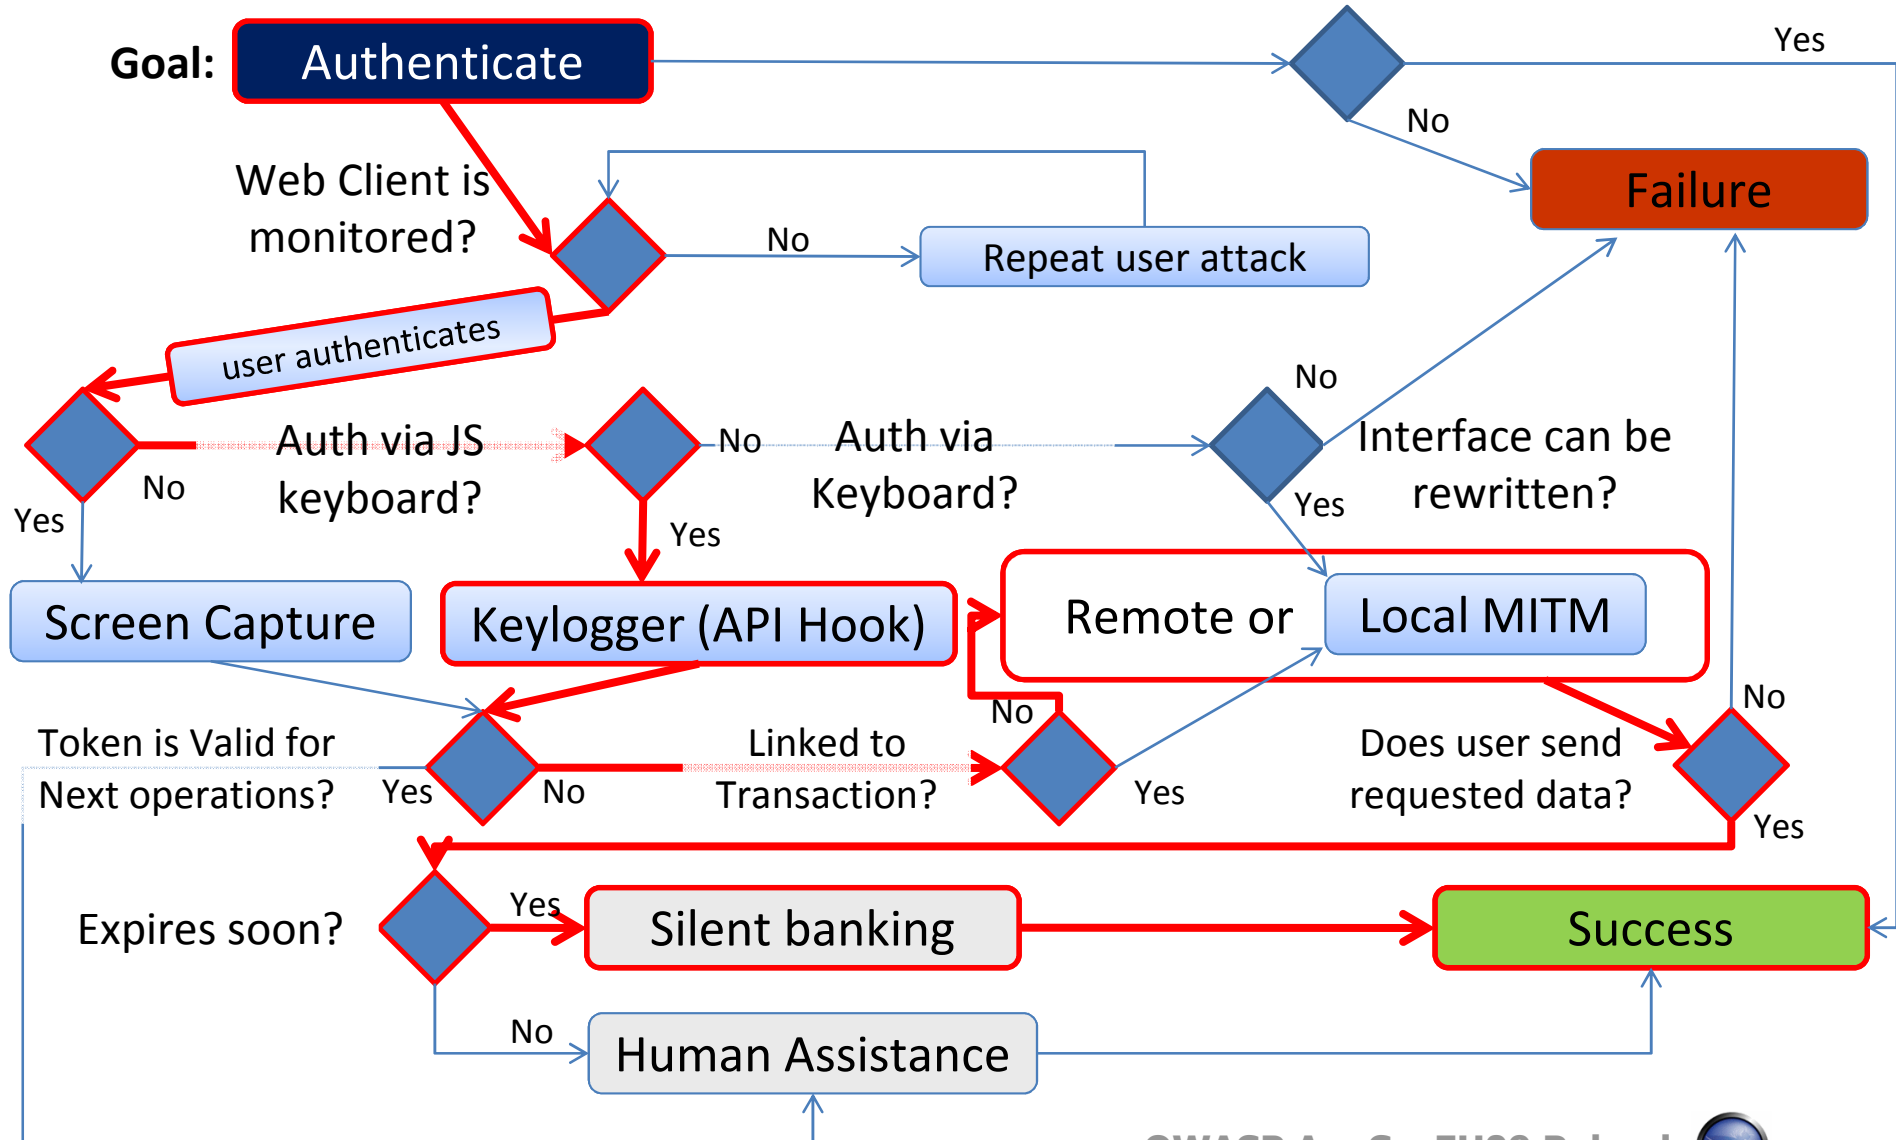 Goal:
Authenticate
Yes
No
Failure
Web Client is
monitored?
No
Repeat user attack
user authenticates
No
Auth via JS
keyboard?
No
Auth via
Keyboard?
Interface can be
rewritten?
No
Yes
Yes
Yes
Screen Capture
Keylogger (API Hook)
Remote or
Local MITM
No
No
Token is Valid for
Next operations?
Yes
No
Linked to
Transaction?
Yes
Does user send
requested data?
Yes
Expires soon?
Yes
Silent banking
Success
No
Human Assistance